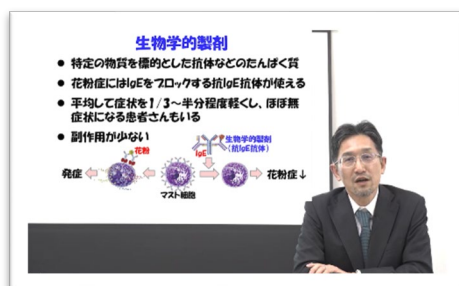 生物学的製剤
● 特定の物質を標的とした抗体などのたんぱく質
● 花粉症にはIgEをブロックする抗IgE抗体が使える
● 平均して症状を1/3～半分程度軽くし、ほぼ無
症状になる患者さんもいる
● 副作用が少ない
花粉
IgE
生物学的製剤
(抗IgE抗体)
発症
花粉症↓
マスト細胞